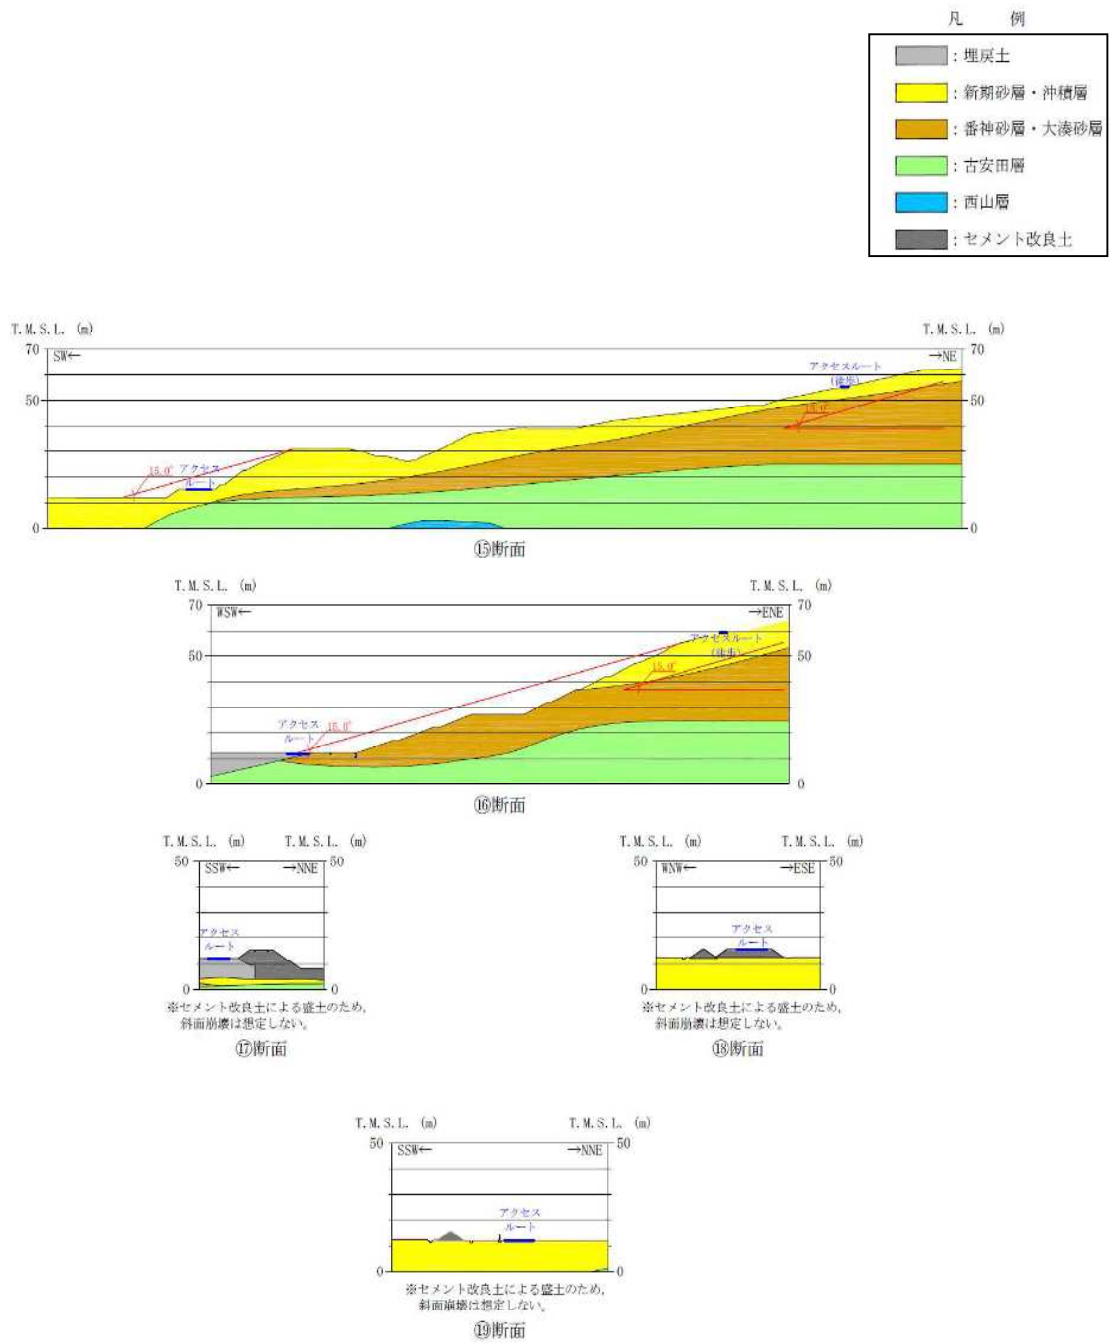 凡 例
：埋戻土
：新期砂層・沖積層
：番神砂層・大湊砂層
：古安田層
：西山層
：セメント改良土
T.M.S.L. (m) T.M.S.L. (m)
70 SW← →NE 70
アクセスルート
(徒歩)
50 50
15.0°
15.0° アクセス
ルート
0 0
⑮断面
T.M.S.L. (m) T.M.S.L. (m)
70 WSW← →ENE 70
アクセスルート
(徒歩)
50 50
15.0°
アクセス
ルート 15.0°
0 0
⑯断面
T.M.S.L. (m) T.M.S.L. (m)
50 SSW← →NNE 50
アクセス
ルート
0 0
※セメント改良土による盛土のため,
斜面崩壊は想定しない。
⑰断面
T.M.S.L. (m) T.M.S.L. (m)
50 WNW← →ESE 50
アクセス
ルート
0 0
※セメント改良土による盛土のため,
斜面崩壊は想定しない。
⑱断面
T.M.S.L. (m) T.M.S.L. (m)
50 SSW← →NNE 50
アクセス
ルート
0 0
※セメント改良土による盛土のため,
斜面崩壊は想定しない。
⑲断面